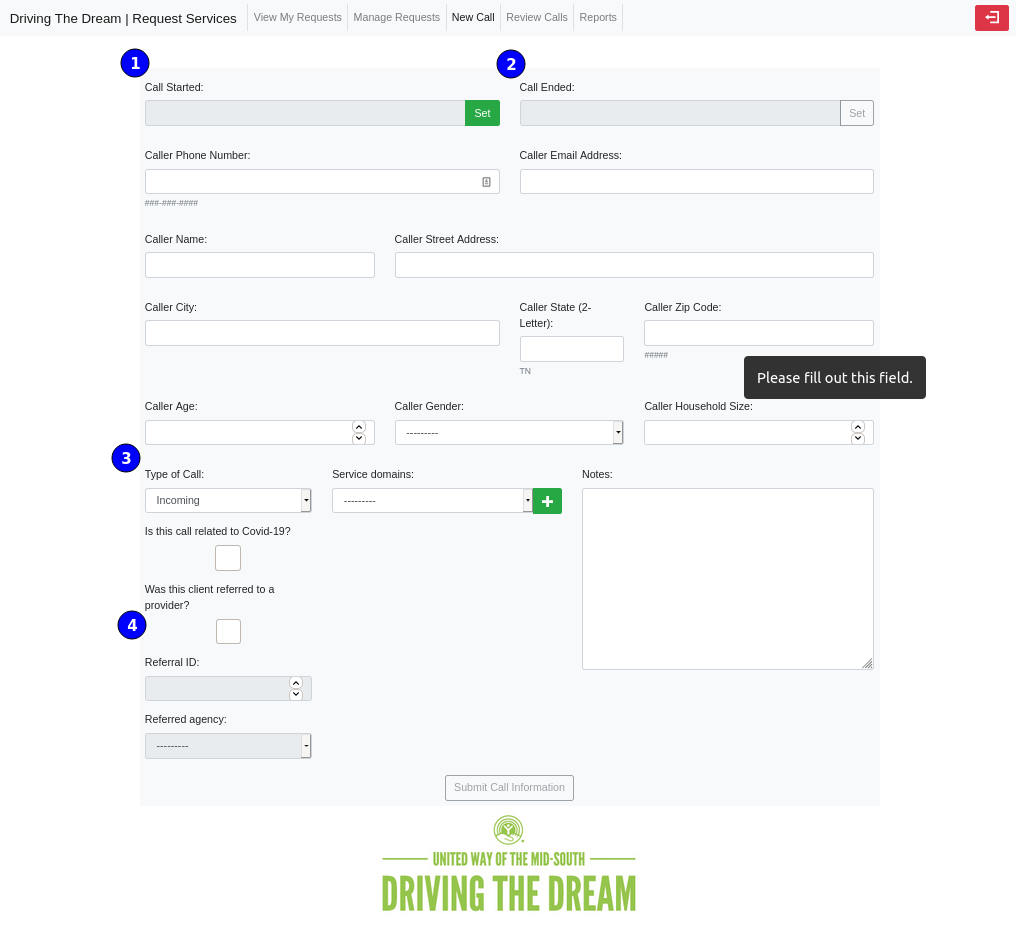 Driving The Dream | Request Services View My Requests Manage Requests New Call Review Calls Reports
1 2
Call Started: Call Ended:
Set Set
Caller Phone Number: Caller Email Address:
###-###-####
Caller Name: Caller Street Address:
Caller City: Caller State (2- Caller Zip Code:
Letter):
#####
TN
Please fill out this field.
Caller Age: Caller Gender: Caller Household Size:
---------
3
Type of Call: Service domains: Notes:
Incoming ---------
Is this call related to Covid-19?
Was this client referred to a
provider?
4
Referral ID:
Referred agency:
---------
Submit Call Information
UNITED WAY OF THE MID-SOUTH
DRIVING THE DREAM